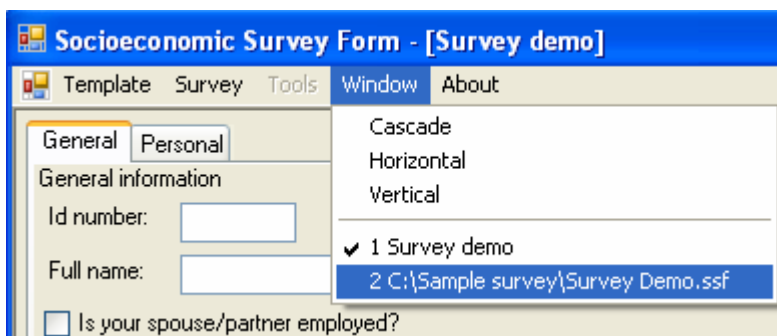 Socioeconomic Survey Form - [Survey demo]
Template Survey Tools Window About
Cascade
Horizontal
Vertical
1 Survey demo
2 C:\Sample survey\Survey Demo.ssf
General Personal
General information
Id number:
Full name:
Is your spouse/partner employed?